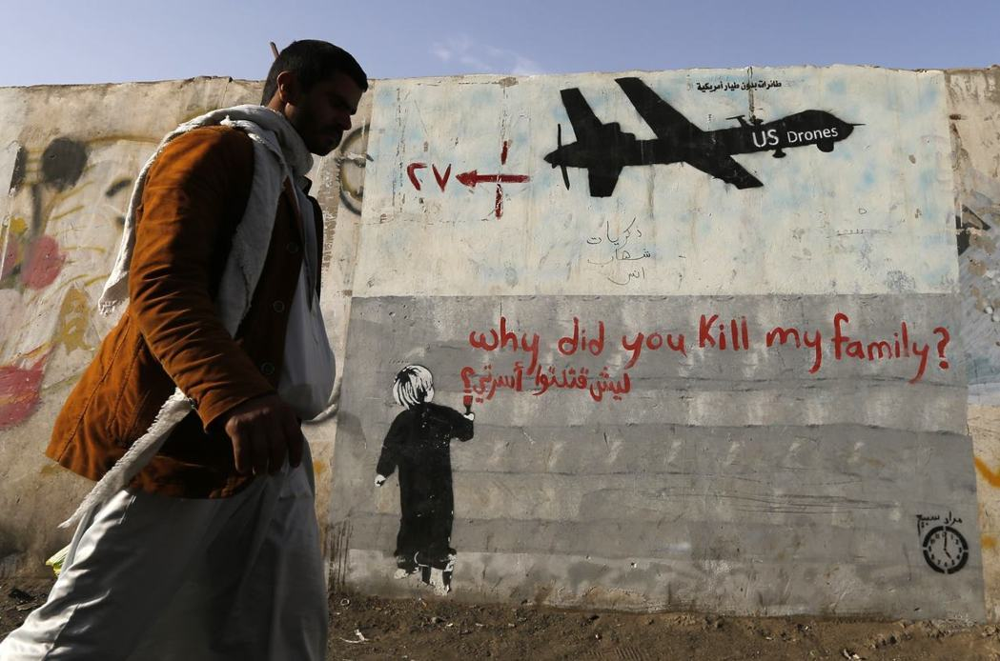 طائرات بدون طيار أمريكية
US Drones
٢٧
ذكريات
شهاب
انس
why did you Kill my family?
ليش قتلتوا أسرتي؟
مراد سبيع